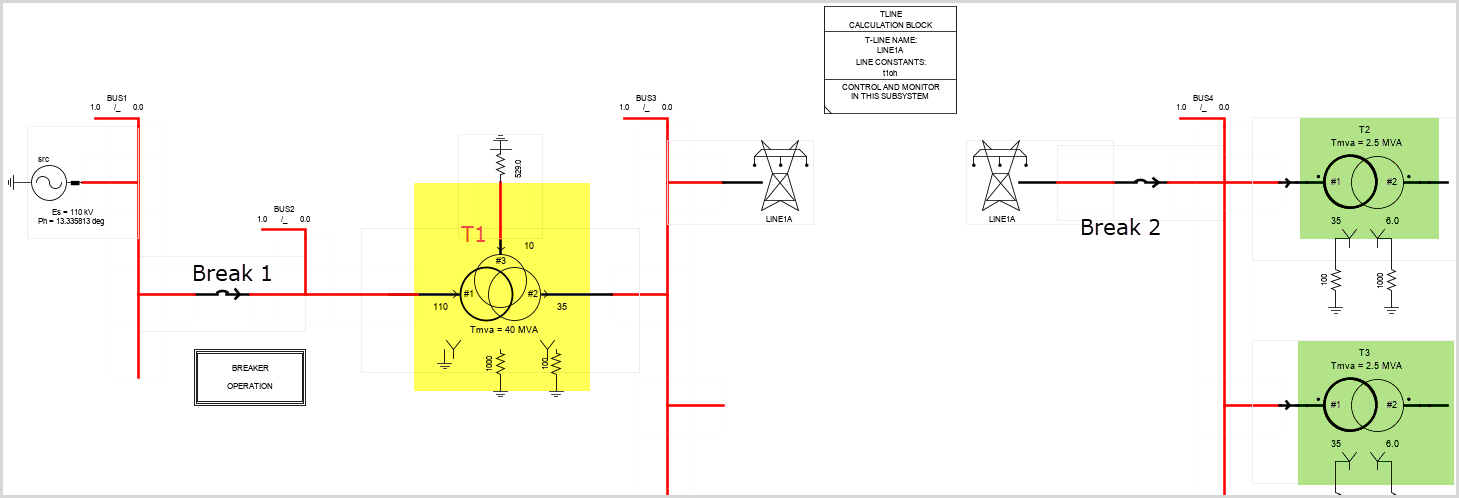 TLINE
CALCULATION BLOCK
T-LINE NAME:
LINE1A
LINE CONSTANTS:
t1oh
CONTROL AND MONITOR
IN THIS SUBSYSTEM
BUS1
1.0 /_ 0.0
src
Es = 110 kV
Ph = 13.335813 deg
BUS2
1.0 /_ 0.0
Break 1
BREAKER
OPERATION
529.0
T1
10
#3
#1
#2
110
35
Tmva = 40 MVA
1000
100
BUS3
1.0 /_ 0.0
LINE1A
LINE1A
Break 2
BUS4
1.0 /_ 0.0
T2
Tmva = 2.5 MVA
#1
#2
35
6.0
100
1000
T3
Tmva = 2.5 MVA
#1
#2
35
6.0